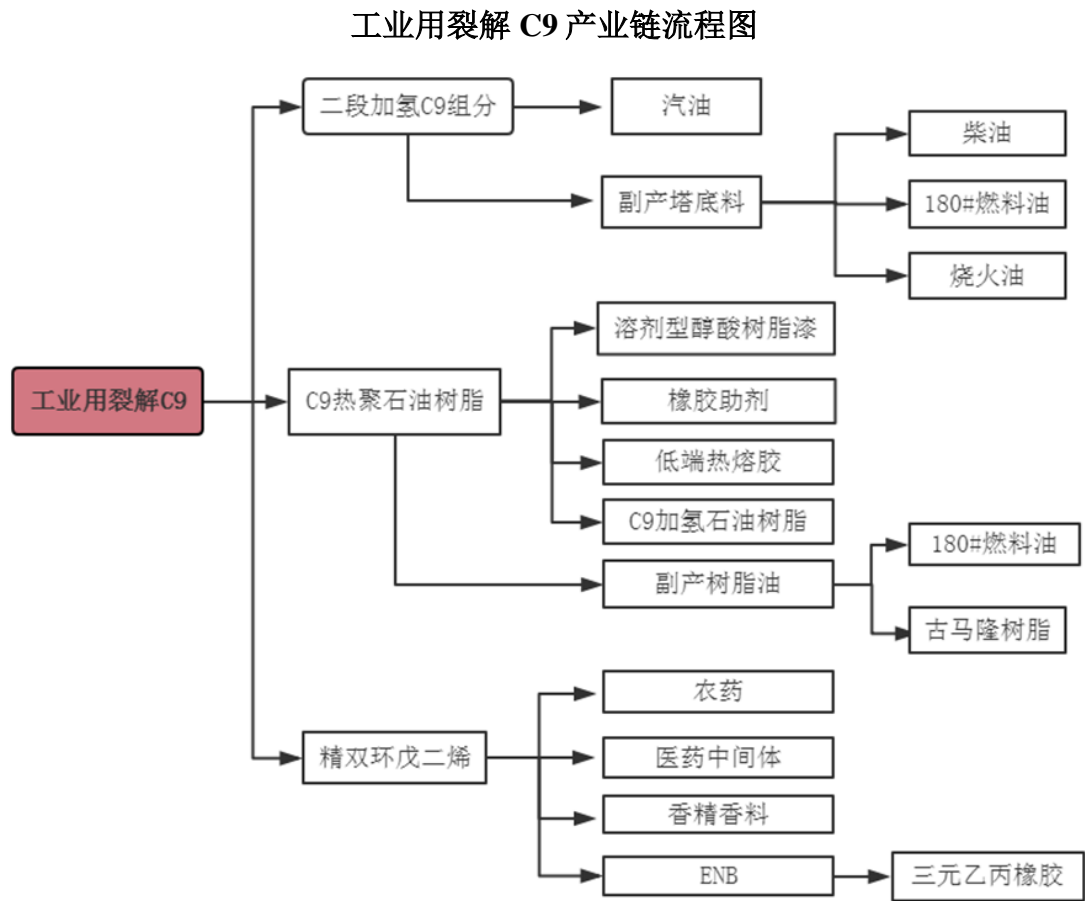 工业用裂解 C9 产业链流程图
二段加氢C9组分
汽油
柴油
副产塔底料
180#燃料油
烧火油
溶剂型醇酸树脂漆
工业用裂解C9
C9热聚石油树脂
橡胶助剂
低端热熔胶
C9加氢石油树脂
180#燃料油
副产树脂油
古马隆树脂
农药
精双环戊二烯
医药中间体
香精香料
ENB
三元乙丙橡胶